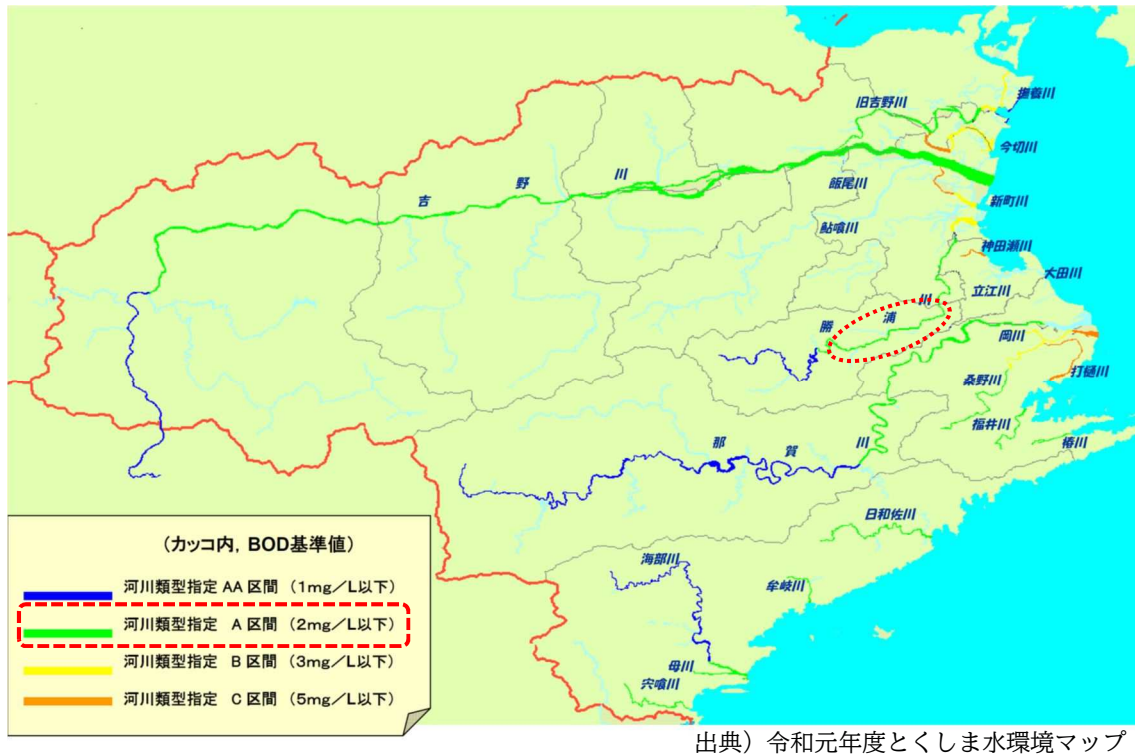 旧吉野川
撫養川
今切川
吉野川
飯尾川
新町川
鮎喰川
神田瀬川
大田川
立江川
勝浦川
岡川
打樋川
桑野川
福井川
椿川
那賀川
日和佐川
海部川
牟岐川
母川
宍喰川
(カッコ内，BOD基準値)
河川類型指定 AA 区間 (1mg／L以下)
河川類型指定 A 区間 (2mg／L以下)
河川類型指定 B 区間 (3mg／L以下)
河川類型指定 C 区間 (5mg／L以下)
出典）令和元年度とくしま水環境マップ